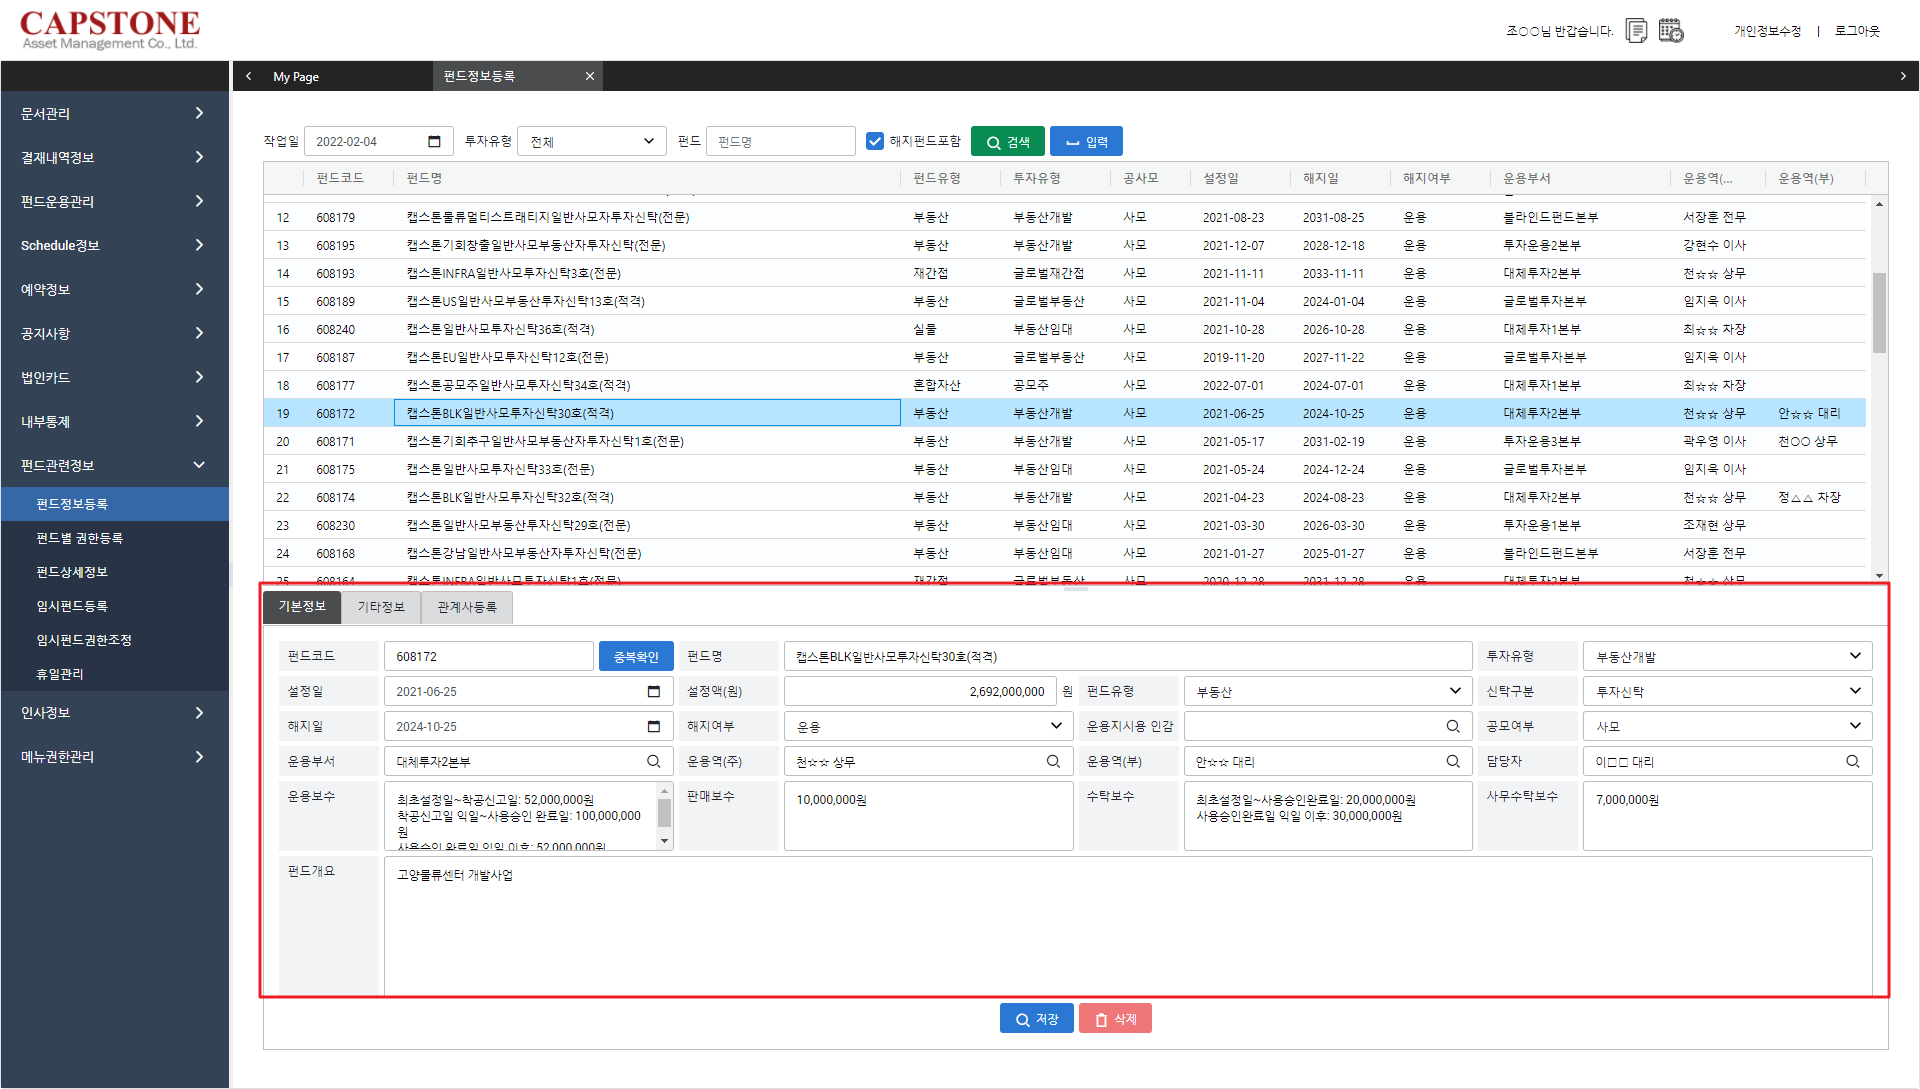 CAPSTONE
Asset Management Co., Ltd.
조○○님 반갑습니다.
개인정보수정 | 로그아웃
My Page
펀드정보등록
문서관리
결재내역정보
펀드운용관리
Schedule정보
예약정보
공지사항
법인카드
내부통제
펀드관련정보
펀드정보등록
펀드별 권한등록
펀드상세정보
임시펀드등록
임시펀드권한조정
휴일관리
인사정보
메뉴권한관리
작업일 2022-02-04 투자유형 전체 펀드 펀드명 해지펀드포함 검색 입력
펀드코드 펀드명 펀드유형 투자유형 공사모 설정일 해지일 해지여부 운용부서 운용역(... 운용역(부)
12 608179 캡스톤물류멀티스트래티지일반사모자투자신탁(전문) 부동산 부동산개발 사모 2021-08-23 2031-08-25 운용 블라인드펀드본부 서장훈 전무
13 608195 캡스톤기회창출일반사모부동산자투자신탁(전문) 부동산 부동산개발 사모 2021-12-07 2028-12-18 운용 투자운용2본부 강현수 이사
14 608193 캡스톤INFRA일반사모투자신탁3호(전문) 재간접 글로벌재간접 사모 2021-11-11 2033-11-11 운용 대체투자2본부 천☆☆ 상무
15 608189 캡스톤US일반사모부동산투자신탁13호(적격) 부동산 글로벌부동산 사모 2021-11-04 2024-01-04 운용 글로벌투자본부 임지욱 이사
16 608240 캡스톤일반사모투자신탁36호(적격) 실물 부동산임대 사모 2021-10-28 2026-10-28 운용 대체투자1본부 최☆☆ 차장
17 608187 캡스톤EU일반사모투자신탁12호(전문) 부동산 글로벌부동산 사모 2019-11-20 2027-11-22 운용 글로벌투자본부 임지욱 이사
18 608177 캡스톤공모주일반사모투자신탁34호(적격) 혼합자산 공모주 사모 2022-07-01 2024-07-01 운용 대체투자1본부 최☆☆ 차장
19 608172 캡스톤BLK일반사모투자신탁30호(적격) 부동산 부동산개발 사모 2021-06-25 2024-10-25 운용 대체투자2본부 천☆☆ 상무 안☆☆ 대리
20 608171 캡스톤기회추구일반사모부동산자투자신탁1호(전문) 부동산 부동산개발 사모 2021-05-17 2031-02-19 운용 투자운용3본부 곽우영 이사 천○○ 상무
21 608175 캡스톤일반사모투자신탁33호(전문) 부동산 부동산임대 사모 2021-05-24 2024-12-24 운용 글로벌투자본부 임지욱 이사
22 608174 캡스톤BLK일반사모투자신탁32호(적격) 부동산 부동산개발 사모 2021-04-23 2024-08-23 운용 대체투자2본부 천☆☆ 상무 정△△ 차장
23 608230 캡스톤일반사모부동산투자신탁29호(전문) 부동산 부동산임대 사모 2021-03-30 2026-03-30 운용 투자운용1본부 조재현 상무
24 608168 캡스톤강남일반사모부동산자투자신탁(전문) 부동산 부동산임대 사모 2021-01-27 2025-01-27 운용 블라인드펀드본부 서장훈 전무
25 608164 캡스톤INFRA일반사모투자신탁1호(전문) 재간접 글로벌부동산 사모 2020-12-28 2031-12-28 운용 대체투자2본부 천☆☆ 상무
기본정보 기타정보 관계사등록
펀드코드 608172 중복확인 펀드명 캡스톤BLK일반사모투자신탁30호(적격) 투자유형 부동산개발
설정일 2021-06-25 설정액(원) 2,692,000,000 원 펀드유형 부동산 신탁구분 투자신탁
해지일 2024-10-25 해지여부 운용 운용지시용 인감 공모여부 사모
운용부서 대체투자2본부 운용역(주) 천☆☆ 상무 운용역(부) 안☆☆ 대리 담당자 이□□ 대리
운용보수
최초설정일~착공신고일: 52,000,000원
착공신고일 익일~사용승인 완료일: 100,000,000
원
사용승인 완료일 익일 이후: 52,000,000원
판매보수 10,000,000원
수탁보수
최초설정일~사용승인완료일: 20,000,000원
사용승인완료일 익일 이후: 30,000,000원
사무수탁보수 7,000,000원
펀드개요 고양물류센터 개발사업
저장 삭제